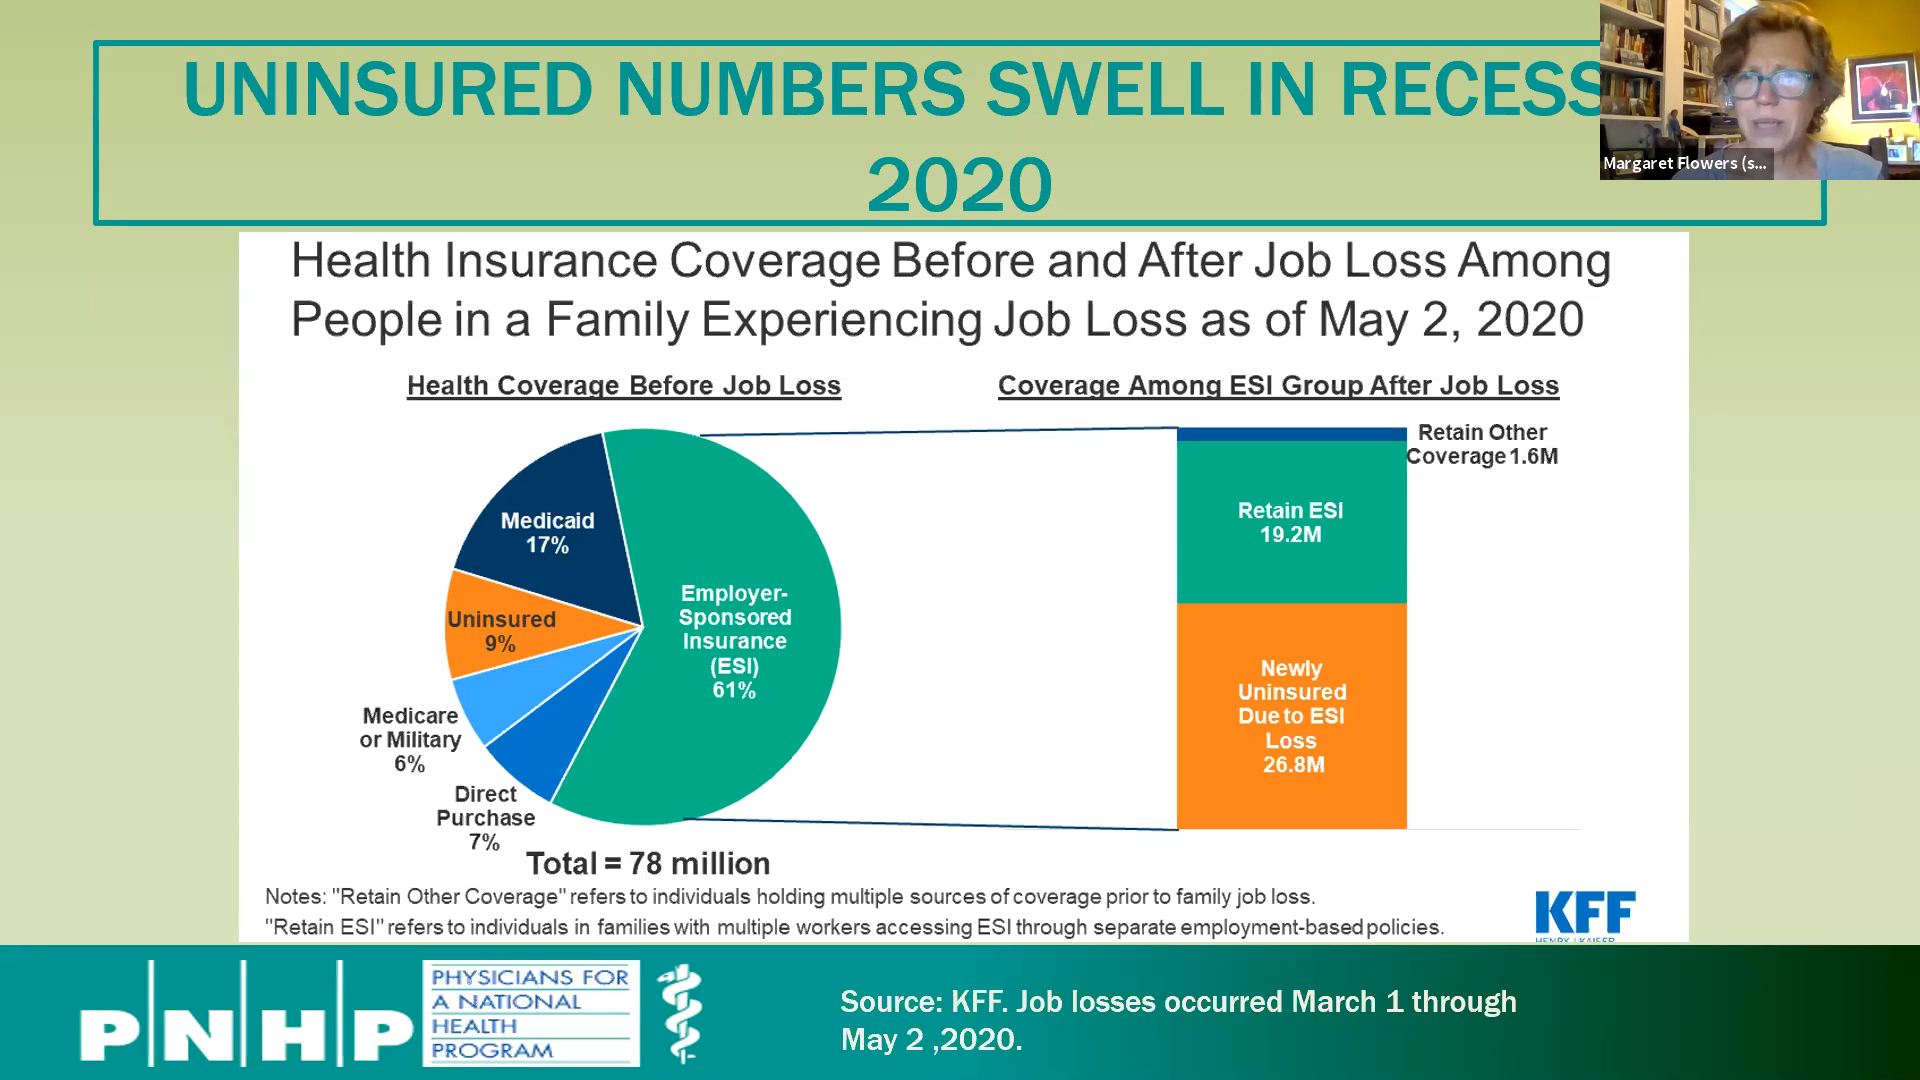 UNINSURED NUMBERS SWELL IN RECESS
2020
Margaret Flowers (s...
Health Insurance Coverage Before and After Job Loss Among
People in a Family Experiencing Job Loss as of May 2, 2020
Health Coverage Before Job Loss
Coverage Among ESI Group After Job Loss
Medicaid
17%
Uninsured
9%
Medicare
or Military
6%
Direct
Purchase
7%
Employer-
Sponsored
Insurance
(ESI)
61%
Total = 78 million
Retain Other
Coverage 1.6M
Retain ESI
19.2M
Newly
Uninsured
Due to ESI
Loss
26.8M
Notes: "Retain Other Coverage" refers to individuals holding multiple sources of coverage prior to family job loss.
"Retain ESI" refers to individuals in families with multiple workers accessing ESI through separate employment-based policies.
KFF
HENRY J KAISER
PNHP
PHYSICIANS FOR
A NATIONAL
HEALTH
PROGRAM
Source: KFF. Job losses occurred March 1 through
May 2 ,2020.